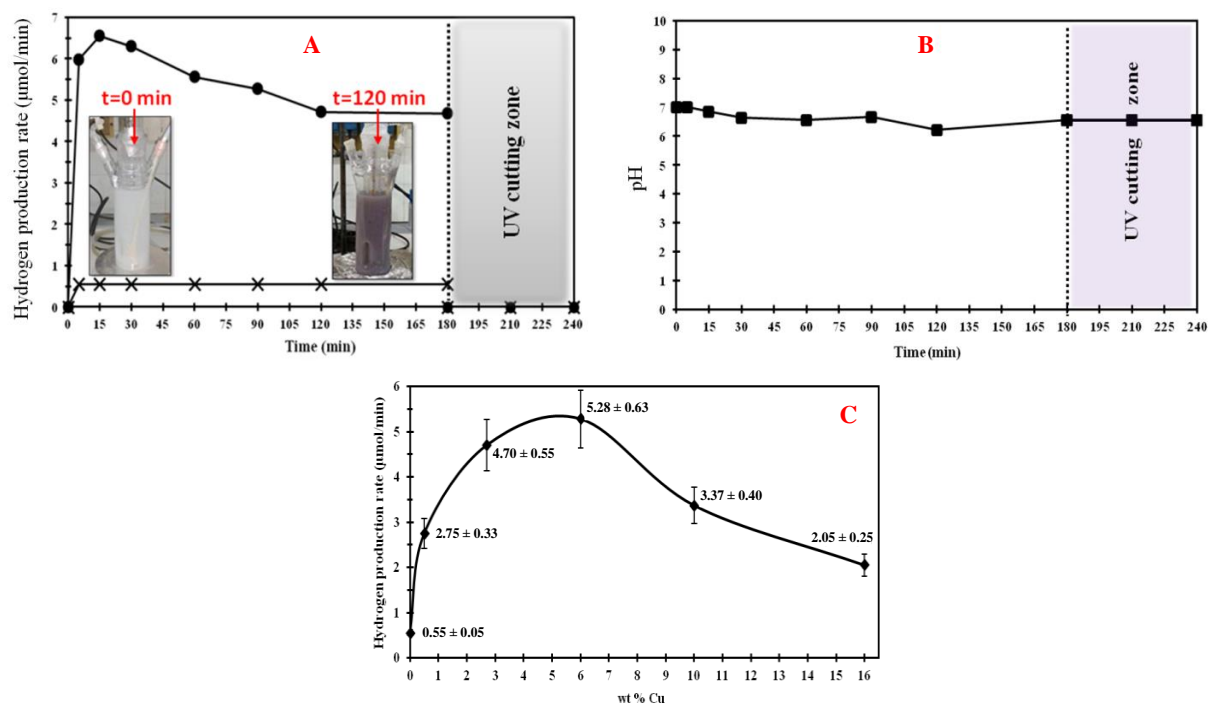 A
Hydrogen production rate (μmol/min)
7
6
5
4
3
2
1
0
t=0 min
t=120 min
UV cutting zone
0 15 30 45 60 75 90 105 120 135 150 165 180 195 210 225 240
Time (min)
B
pH
10
9
8
7
6
5
4
3
2
1
0
UV cutting zone
0 15 30 45 60 75 90 105 120 135 150 165 180 195 210 225 240
Time (min)
C
Hydrogen production rate (μmol/min)
6
5
4
3
2
1
0
5.28 ± 0.63
4.70 ± 0.55
3.37 ± 0.40
2.75 ± 0.33
2.05 ± 0.25
0.55 ± 0.05
0 1 2 3 4 5 6 7 8 9 10 11 12 13 14 15 16
wt % Cu